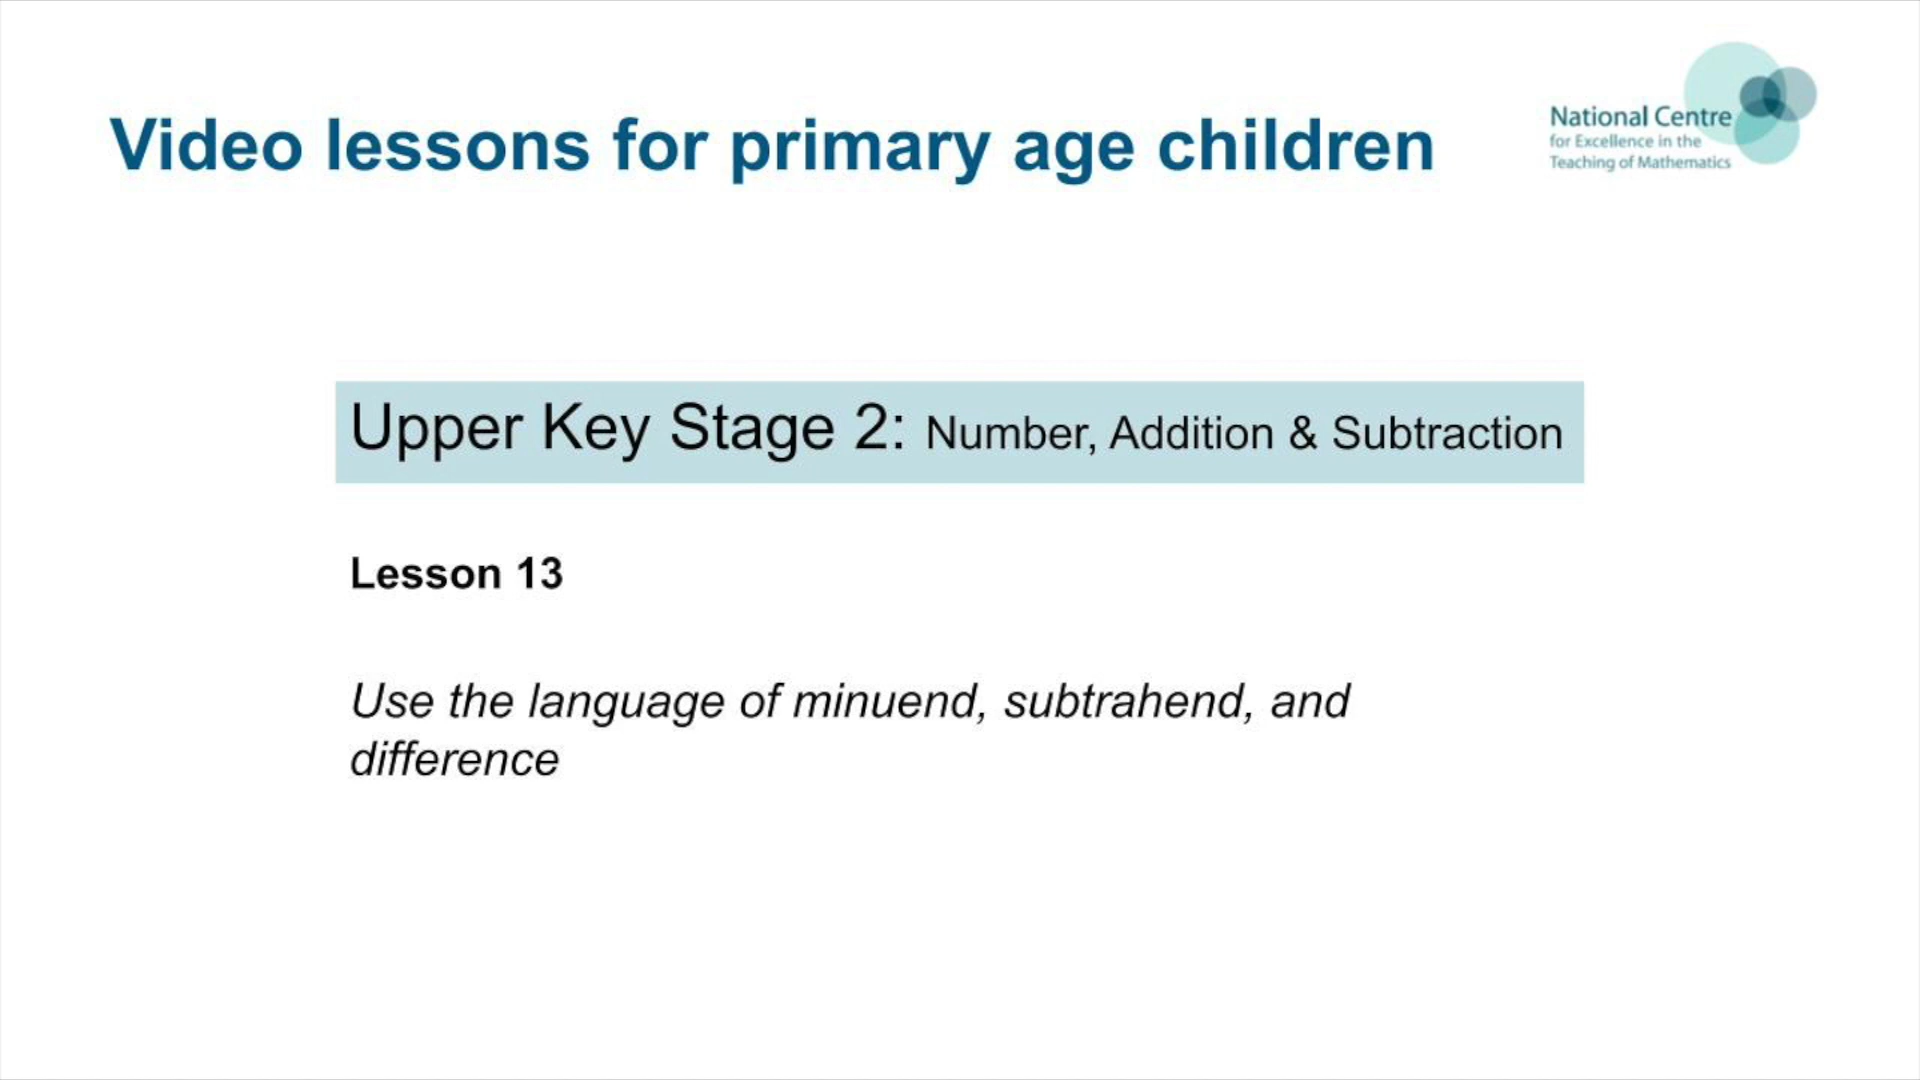 Video lessons for primary age children
National Centre
for Excellence in the
Teaching of Mathematics
Upper Key Stage 2: Number, Addition & Subtraction
Lesson 13
Use the language of minuend, subtrahend, and
difference